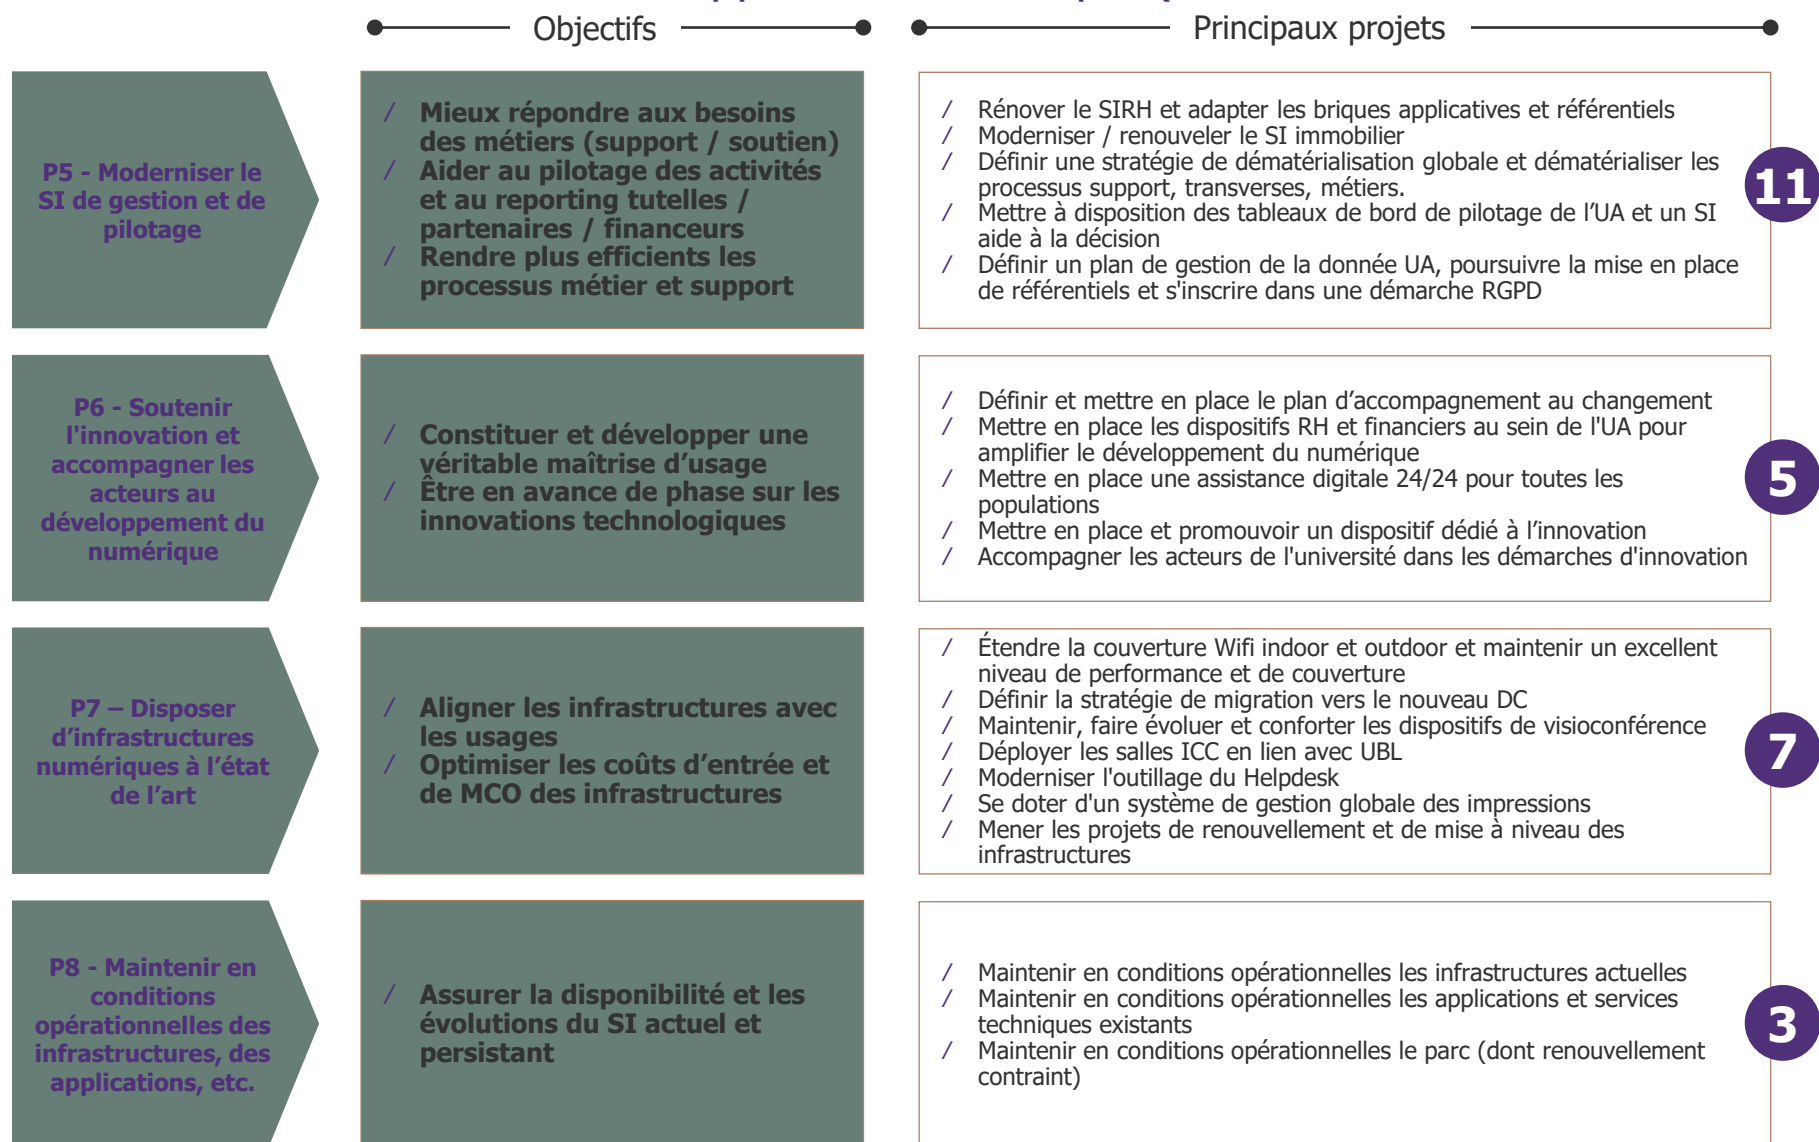 Objectifs
Principaux projets
P5 - Moderniser le
SI de gestion et de
pilotage
/ Mieux répondre aux besoins
des métiers (support / soutien)
/ Aider au pilotage des activités
et au reporting tutelles /
partenaires / financeurs
/ Rendre plus efficients les
processus métier et support
/ Rénover le SIRH et adapter les briques applicatives et référentiels
/ Moderniser / renouveler le SI immobilier
/ Définir une stratégie de dématérialisation globale et dématérialiser les
processus support, transverses, métiers.
/ Mettre à disposition des tableaux de bord de pilotage de l’UA et un SI
aide à la décision
/ Définir un plan de gestion de la donnée UA, poursuivre la mise en place
de référentiels et s'inscrire dans une démarche RGPD
11
P6 - Soutenir
l'innovation et
accompagner les
acteurs au
développement du
numérique
/ Constituer et développer une
véritable maîtrise d’usage
/ Être en avance de phase sur les
innovations technologiques
/ Définir et mettre en place le plan d’accompagnement au changement
/ Mettre en place les dispositifs RH et financiers au sein de l'UA pour
amplifier le développement du numérique
/ Mettre en place une assistance digitale 24/24 pour toutes les
populations
/ Mettre en place et promouvoir un dispositif dédié à l’innovation
/ Accompagner les acteurs de l'université dans les démarches d'innovation
5
P7 – Disposer
d’infrastructures
numériques à l’état
de l’art
/ Aligner les infrastructures avec
les usages
/ Optimiser les coûts d’entrée et
de MCO des infrastructures
/ Étendre la couverture Wifi indoor et outdoor et maintenir un excellent
niveau de performance et de couverture
/ Définir la stratégie de migration vers le nouveau DC
/ Maintenir, faire évoluer et conforter les dispositifs de visioconférence
/ Déployer les salles ICC en lien avec UBL
/ Moderniser l'outillage du Helpdesk
/ Se doter d'un système de gestion globale des impressions
/ Mener les projets de renouvellement et de mise à niveau des
infrastructures
7
P8 - Maintenir en
conditions
opérationnelles des
infrastructures, des
applications, etc.
/ Assurer la disponibilité et les
évolutions du SI actuel et
persistant
/ Maintenir en conditions opérationnelles les infrastructures actuelles
/ Maintenir en conditions opérationnelles les applications et services
techniques existants
/ Maintenir en conditions opérationnelles le parc (dont renouvellement
contraint)
3